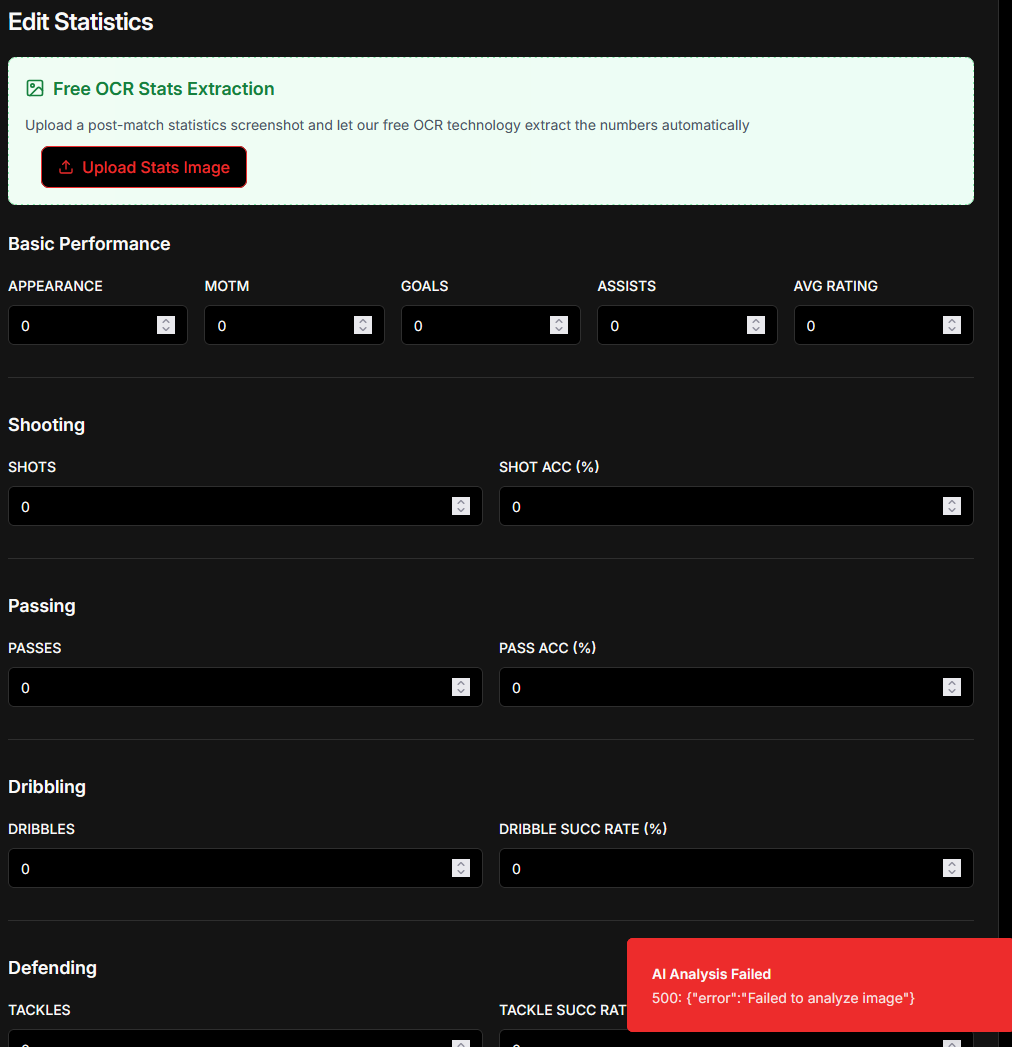 Edit Statistics
Free OCR Stats Extraction
Upload a post-match statistics screenshot and let our free OCR technology extract the numbers automatically
Upload Stats Image
Basic Performance
APPEARANCE MOTM GOALS ASSISTS AVG RATING
0 0 0 0 0
Shooting
SHOTS SHOT ACC (%)
0 0
Passing
PASSES PASS ACC (%)
0 0
Dribbling
DRIBBLES DRIBBLE SUCC RATE (%)
0 0
Defending
TACKLES TACKLE SUCC RAT
AI Analysis Failed
500: {"error":"Failed to analyze image"}